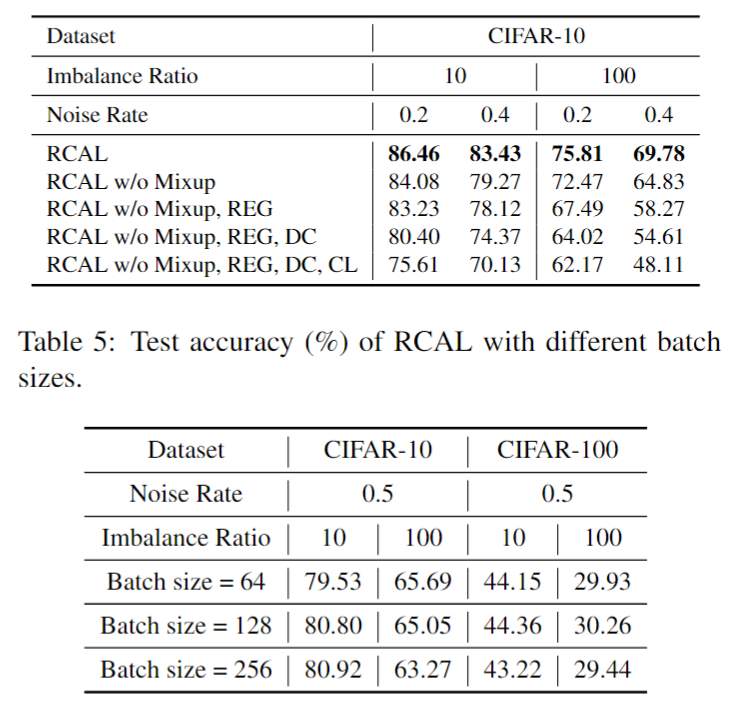 Dataset CIFAR-10
Imbalance Ratio 10 100
Noise Rate 0.2 0.4 0.2 0.4
RCAL 86.46 83.43 75.81 69.78
RCAL w/o Mixup 84.08 79.27 72.47 64.83
RCAL w/o Mixup, REG 83.23 78.12 67.49 58.27
RCAL w/o Mixup, REG, DC 80.40 74.37 64.02 54.61
RCAL w/o Mixup, REG, DC, CL 75.61 70.13 62.17 48.11
Table 5: Test accuracy (%) of RCAL with different batch
sizes.
Dataset CIFAR-10 CIFAR-100
Noise Rate 0.5 0.5
Imbalance Ratio 10 100 10 100
Batch size = 64 79.53 65.69 44.15 29.93
Batch size = 128 80.80 65.05 44.36 30.26
Batch size = 256 80.92 63.27 43.22 29.44